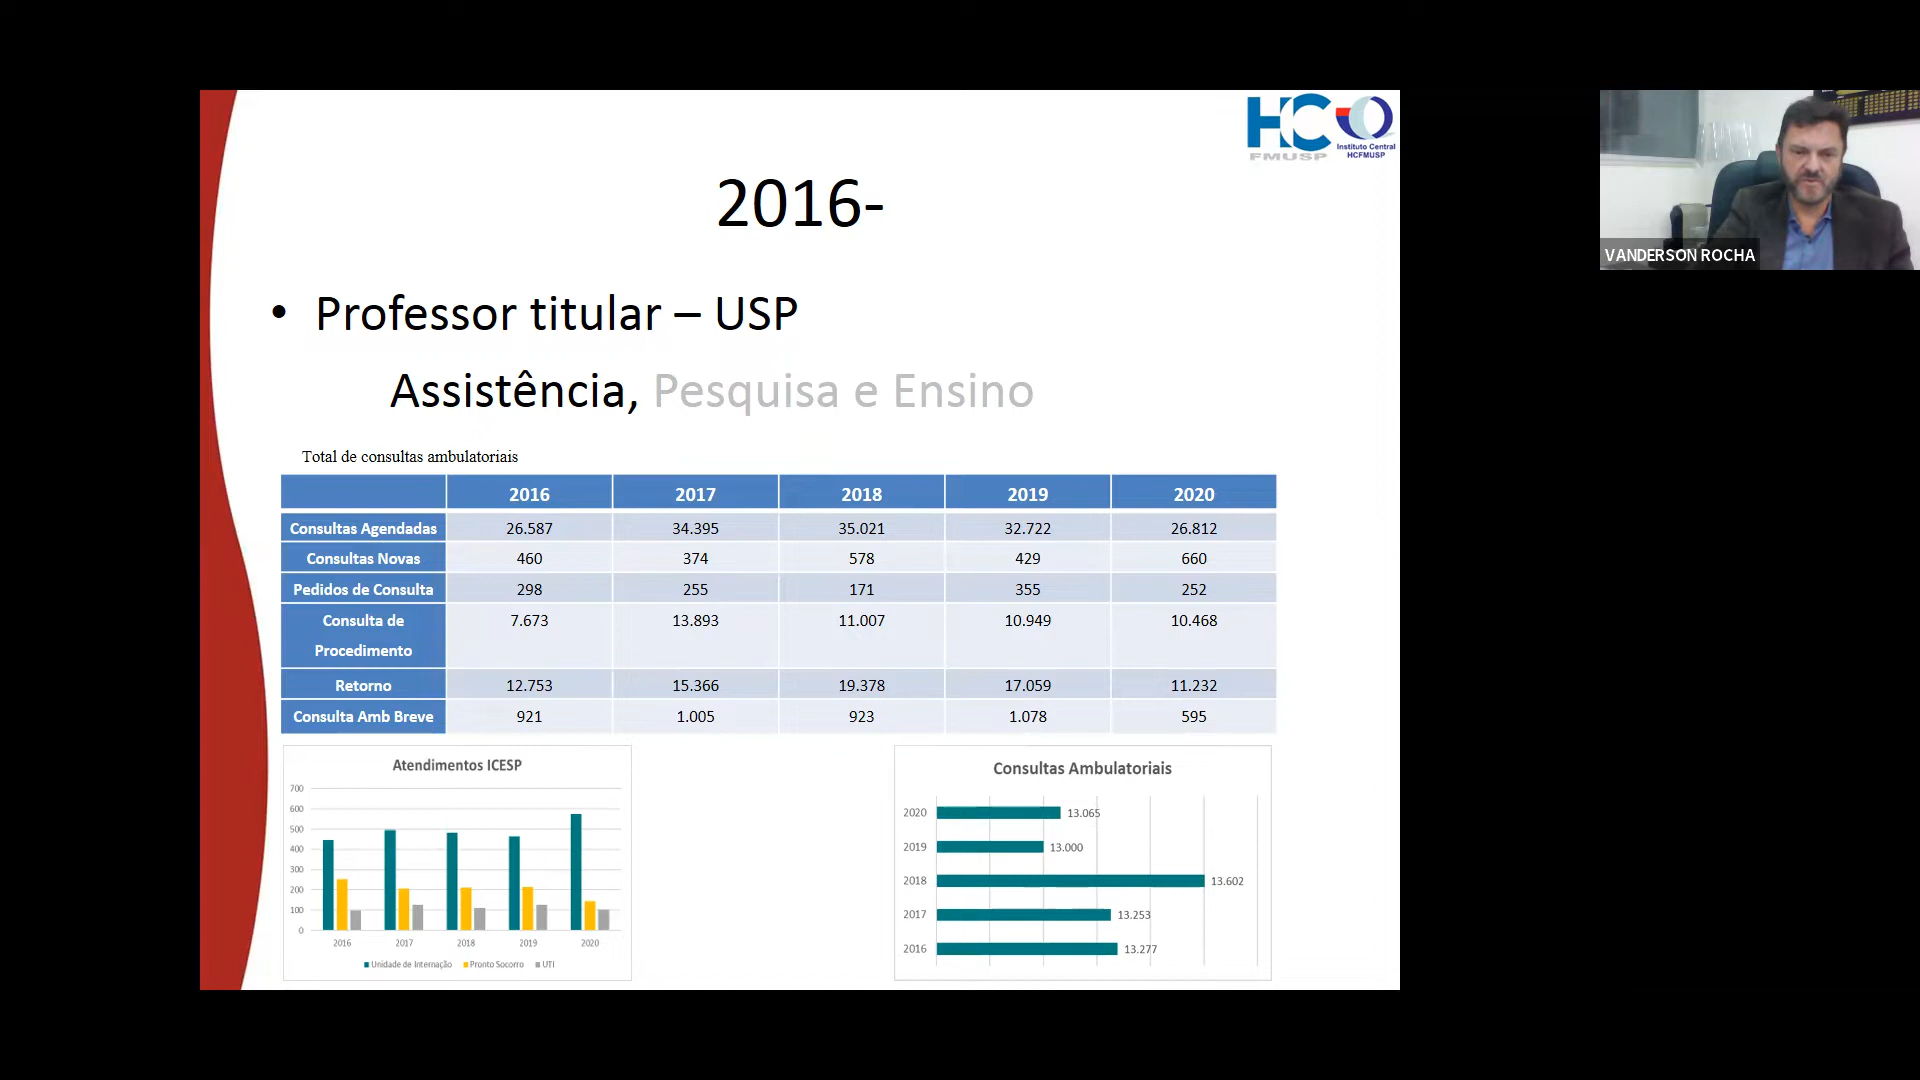 HC
FMUSP
Instituto Central
HCFMUSP
VANDERSON ROCHA
2016-
• Professor titular – USP
Assistência, Pesquisa e Ensino
Total de consultas ambulatoriais
2016 2017 2018 2019 2020
Consultas Agendadas 26.587 34.395 35.021 32.722 26.812
Consultas Novas 460 374 578 429 660
Pedidos de Consulta 298 255 171 355 252
Consulta de Procedimento 7.673 13.893 11.007 10.949 10.468
Retorno 12.753 15.366 19.378 17.059 11.232
Consulta Amb Breve 921 1.005 923 1.078 595
Atendimentos ICESP
700
600
500
400
300
200
100
0
2016 2017 2018 2019 2020
Unidade de Internação Pronto Socorro UTI
Consultas Ambulatoriais
2020 13.065
2019 13.000
2018 13.602
2017 13.253
2016 13.277